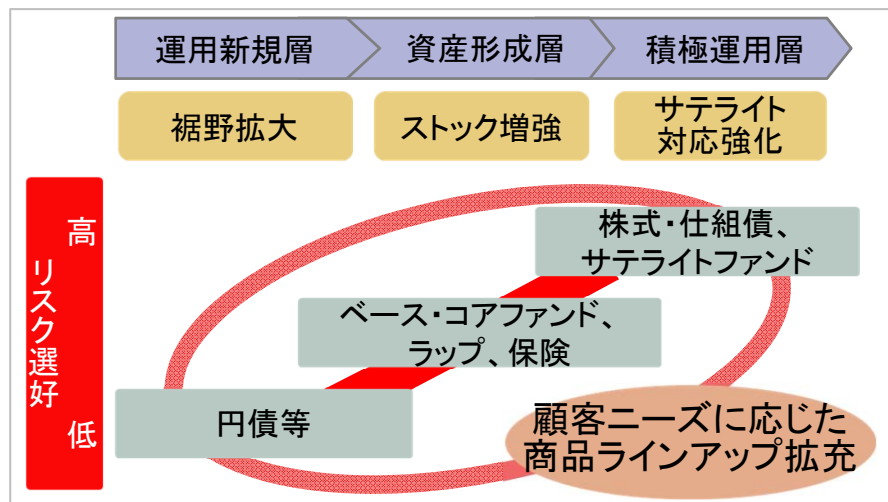 運用新規層
資産形成層
積極運用層
裾野拡大
ストック増強
サテライト
対応強化
リスク選好
高
低
株式・仕組債、
サテライトファンド
ベース・コアファンド、
ラップ、保険
円債等
顧客ニーズに応じた
商品ラインアップ拡充